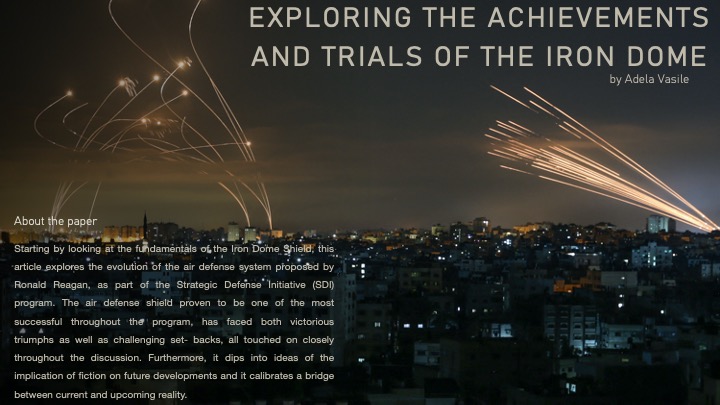 EXPLORING THE ACHIEVEMENTS
AND TRIALS OF THE IRON DOME
by Adela Vasile
About the paper
Starting by looking at the fundamentals of the Iron Dome Shield, this
article explores the evolution of the air defense system proposed by
Ronald Reagan, as part of the Strategic Defense Initiative (SDI)
program. The air defense shield proven to be one of the most
successful throughout the program, has faced both victorious
triumphs as well as challenging set- backs, all touched on closely
throughout the discussion. Furthermore, it dips into ideas of the
implication of fiction on future developments and it calibrates a bridge
between current and upcoming reality.